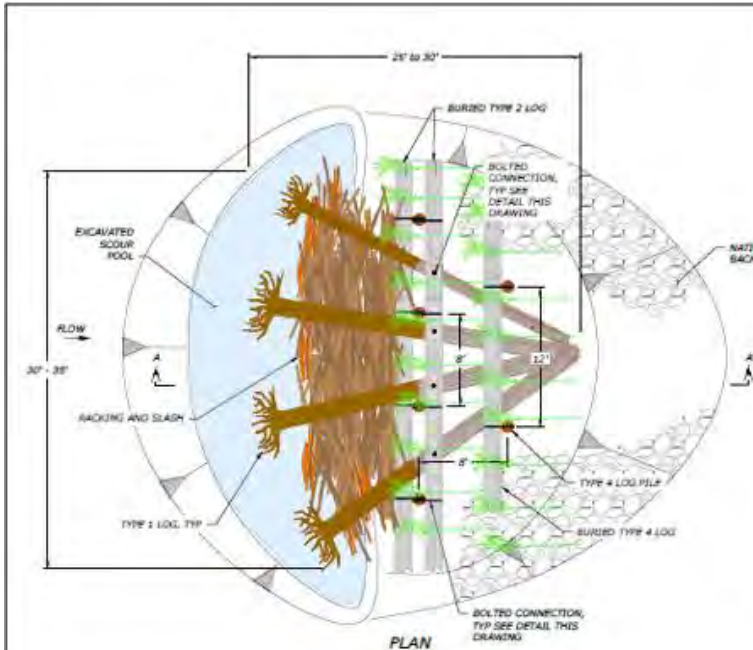 25' to 30'
BURIED TYPE 2 LOG
BOLTED
CONNECTION,
TYP SEE
DETAIL THIS
DRAWING
EXCAVATED
SCOUR
POOL
NATI
BACK
FLOW
A
A
30' - 35'
8'
12'
RACKING AND SLASH
8'
TYPE 4 LOG PILE
TYPE 1 LOG, TYP
BURIED TYPE 4 LOG
BOLTED CONNECTION,
TYP SEE DETAIL THIS
DRAWING
PLAN